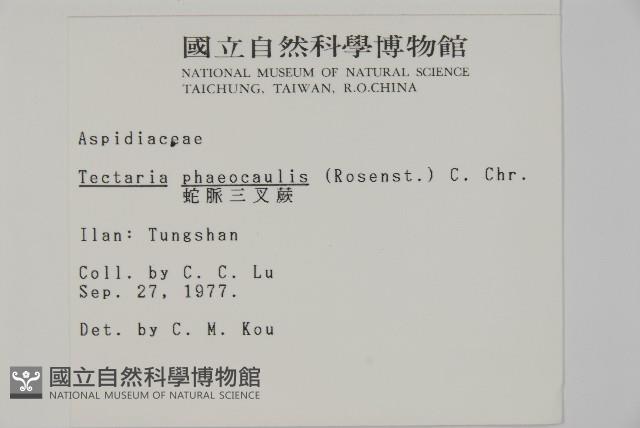 國立自然科學博物館
NATIONAL MUSEUM OF NATURAL SCIENCE
TAICHUNG, TAIWAN, R.O.CHINA
Aspidiaceae
Tectaria phaeocaulis (Rosenst.) C. Chr.
蛇脈三叉蕨
Ilan: Tungshan
Coll. by C. C. Lu
Sep. 27, 1977.
Det. by C. M. Kou
國立自然科學博物館
NATIONAL MUSEUM OF NATURAL SCIENCE